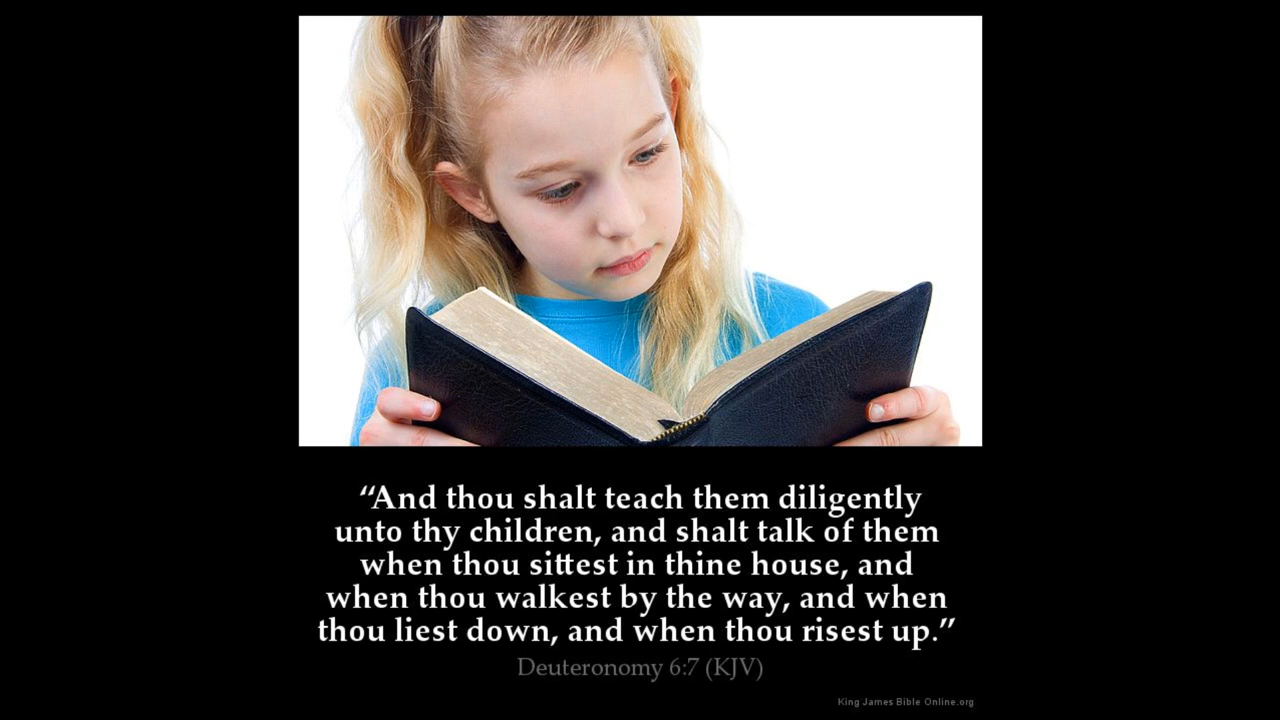 “And thou shalt teach them diligently
unto thy children, and shalt talk of them
when thou sittest in thine house, and
when thou walkest by the way, and when
thou liest down, and when thou risest up.”
Deuteronomy 6:7 (KJV)
King James Bible Online.org